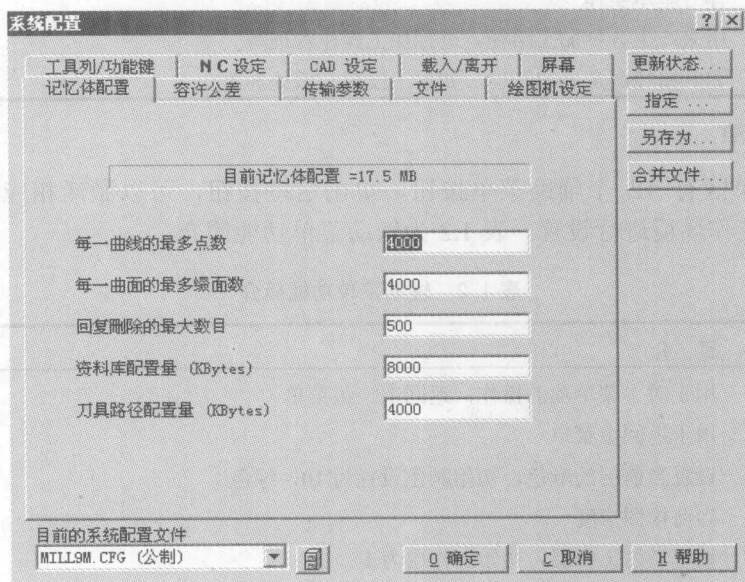 系统配置
工具列/功能键 NC设定 CAD 设定 载入/离开 屏幕
记忆体配置 容许公差 传输参数 文件 绘图机设定
更新状态...
指定 ...
另存为...
合并文件...
目前记忆体配置 =17.5 MB
每一曲线的最多点数 4000
每一曲面的最多缀面数 4000
回复删除的最大数目 500
资料库配置量 (KBytes) 8000
刀具路径配置量 (KBytes) 4000
目前的系统配置文件
MILL9M.CFG (公制)
O 确定 C 取消 H 帮助